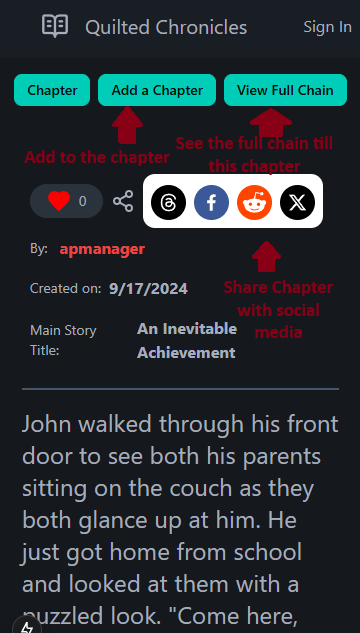 Quilted Chronicles Sign In
Chapter Add a Chapter View Full Chain
Add to the chapter See the full chain till
this chapter
0
By: apmanager
Created on: 9/17/2024
Share Chapter
with social
media
Main Story
Title:
An Inevitable
Achievement
John walked through his front
door to see both his parents
sitting on the couch as they
both glance up at him. He
just got home from school
and looked at them with a
puzzled look. "Come here,